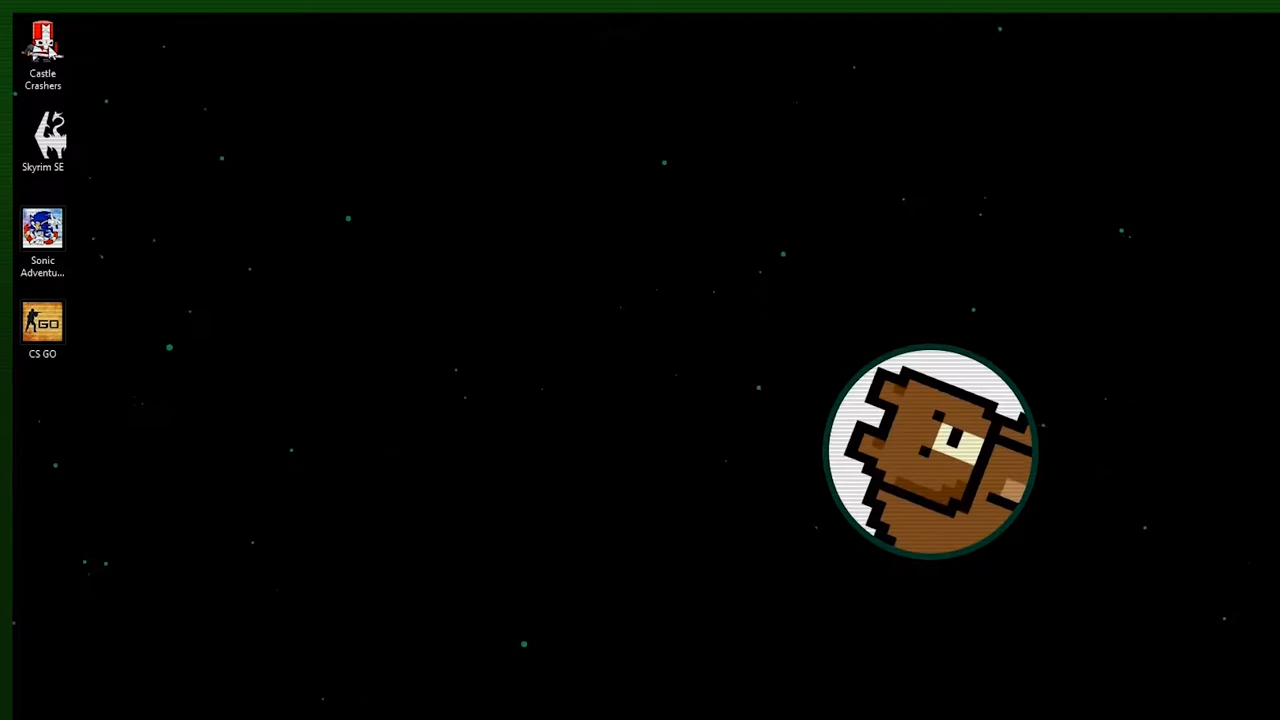 Castle
Crashers
Skyrim SE
Sonic
Adventu...
GO
CS GO